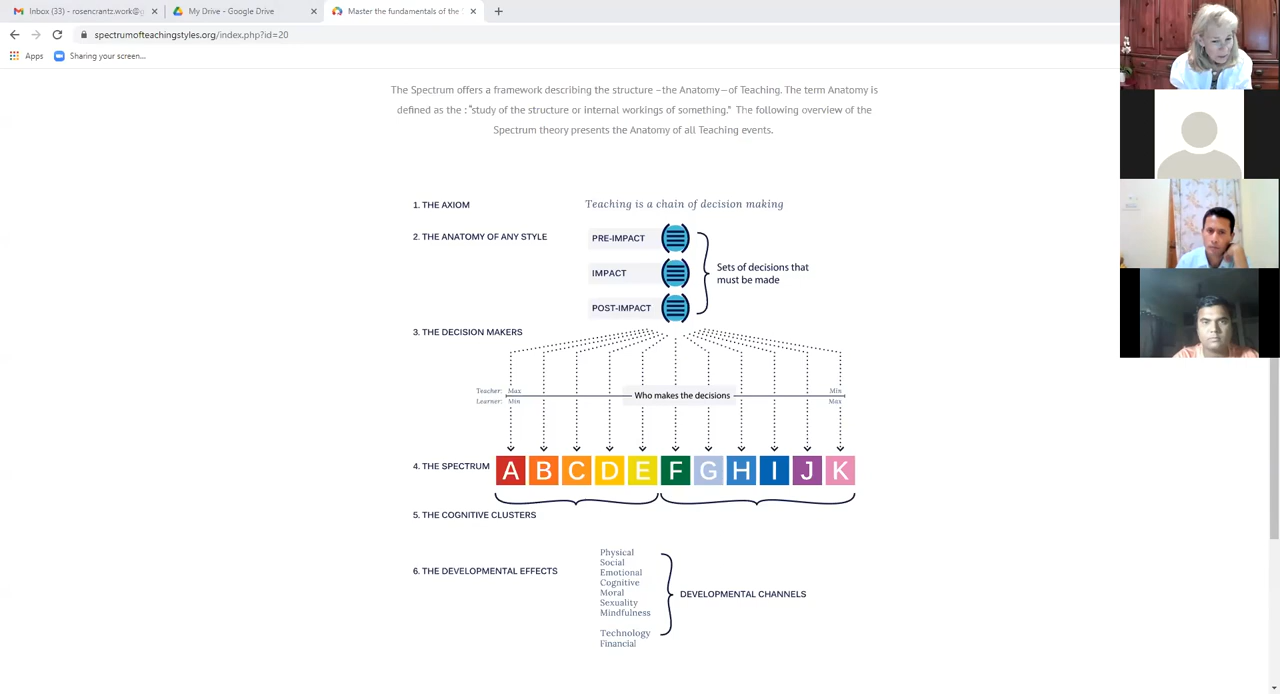 Inbox (33) - rosencrantz.work@g
My Drive - Google Drive
Master the fundamentals of the S
spectrumofteachingstyles.org/index.php?id=20
Apps
Sharing your screen...
The Spectrum offers a framework describing the structure –the Anatomy—of Teaching. The term Anatomy is
defined as the : "study of the structure or internal workings of something." The following overview of the
Spectrum theory presents the Anatomy of all Teaching events.
1. THE AXIOM
Teaching is a chain of decision making
2. THE ANATOMY OF ANY STYLE
PRE-IMPACT
IMPACT
POST-IMPACT
Sets of decisions that
must be made
3. THE DECISION MAKERS
Teacher: Max
Learner: Min
Who makes the decisions
Min
Max
4. THE SPECTRUM
A B C D E F G H I J K
5. THE COGNITIVE CLUSTERS
6. THE DEVELOPMENTAL EFFECTS
Physical
Social
Emotional
Cognitive
Moral
Sexuality
Mindfulness
Technology
Financial
DEVELOPMENTAL CHANNELS